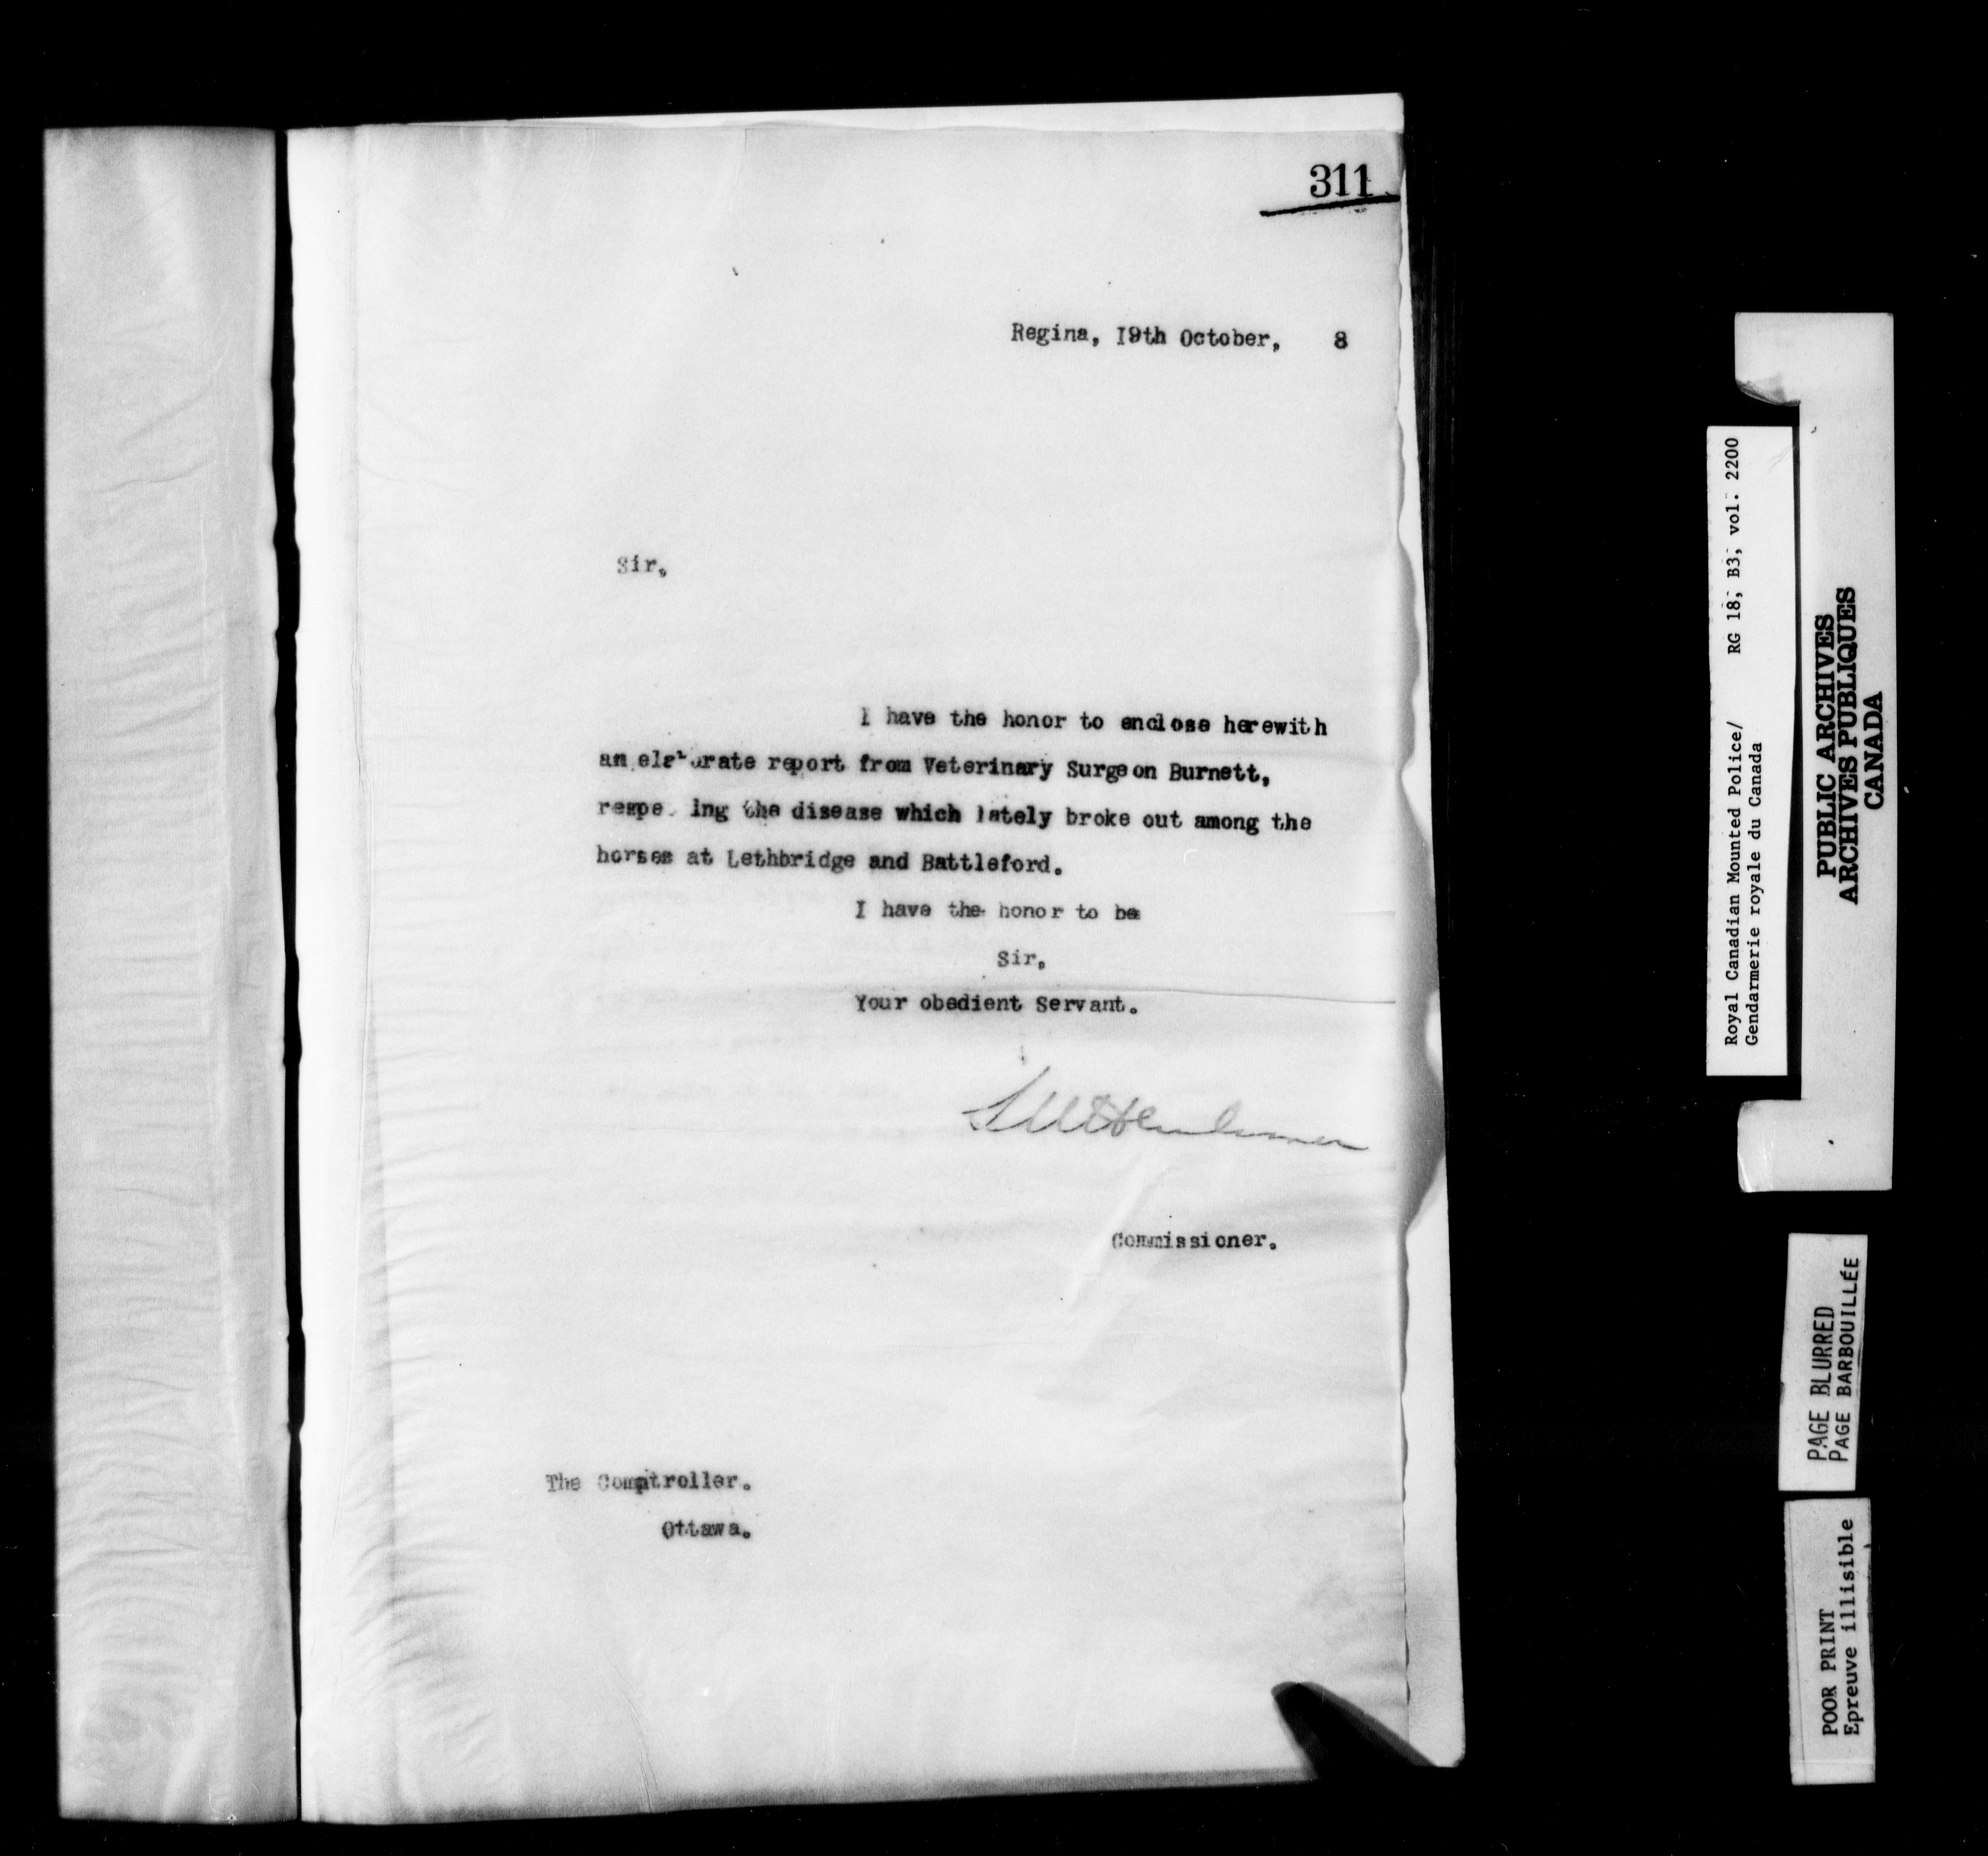 311
Regina, I9th October, 8
Sir,
I have the honor to enclose herewith
an elaborate report from Veterinary Surgeon Burnett,
the disease which lately broke out among the
horses at Lethbridge and Battleford.
I have the honor to be
Sir,
Your obedient Servant.
Commissioner.
The Comptroller.
Ottawa.
Royal Canadian Mounted Police/ RG 18, B3, vol. 2200
Gendarmerie royale du Canada
PUBLIC ARCHIVES
ARCHIVES PUBLIQUES
CANADA
PAGE BLURRED
PAGE BARBOUILLÉE
POOR PRINT
Epreuve illisible